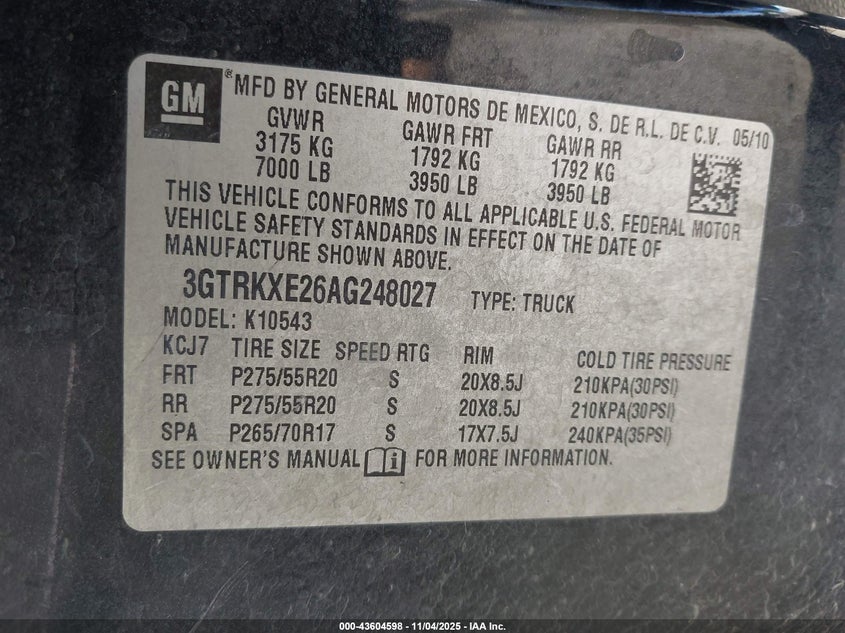 GM
® MFD BY GENERAL MOTORS DE MEXICO, S. DE R.L. DE C.V. 05/10
GVWR GAWR FRT GAWR RR
3175 KG 1792 KG 1792 KG
7000 LB 3950 LB 3950 LB
THIS VEHICLE CONFORMS TO ALL APPLICABLE U.S. FEDERAL MOTOR
VEHICLE SAFETY STANDARDS IN EFFECT ON THE DATE OF
MANUFACTURE SHOWN ABOVE.
3GTRKXE26AG248027 TYPE: TRUCK
MODEL: K10543
KCJ7 TIRE SIZE SPEED RTG RIM COLD TIRE PRESSURE
FRT P275/55R20 S 20X8.5J 210KPA(30PSI)
RR P275/55R20 S 20X8.5J 210KPA(30PSI)
SPA P265/70R17 S 17X7.5J 240KPA(35PSI)
SEE OWNER'S MANUAL i FOR MORE INFORMATION.
000-43604598 - 11/04/2025 - IAA Inc.